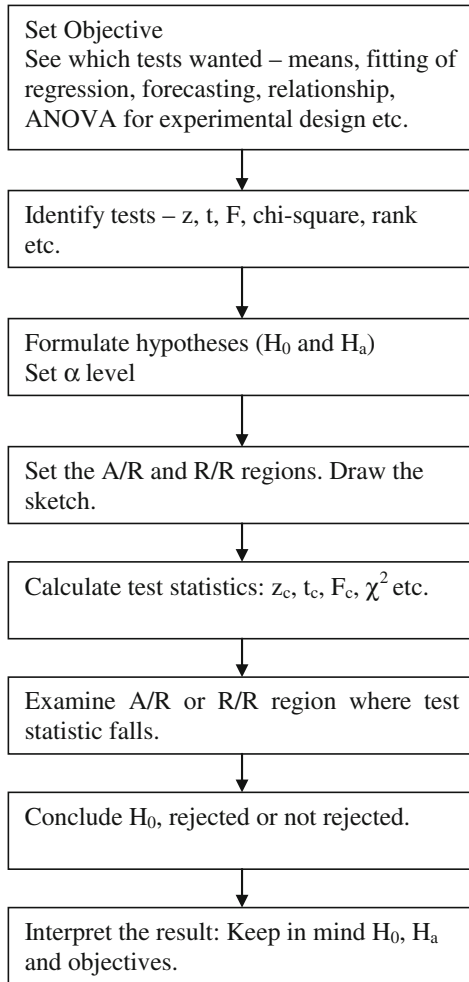 Set Objective
See which tests wanted – means, fitting of
regression, forecasting, relationship,
ANOVA for experimental design etc.
Identify tests – z, t, F, chi-square, rank
etc.
Formulate hypotheses (H₀ and Hₐ)
Set α level
Set the A/R and R/R regions. Draw the
sketch.
Calculate test statistics: z_c, t_c, F_c, χ² etc.
Examine A/R or R/R region where test
statistic falls.
Conclude H₀, rejected or not rejected.
Interpret the result: Keep in mind H₀, Hₐ
and objectives.